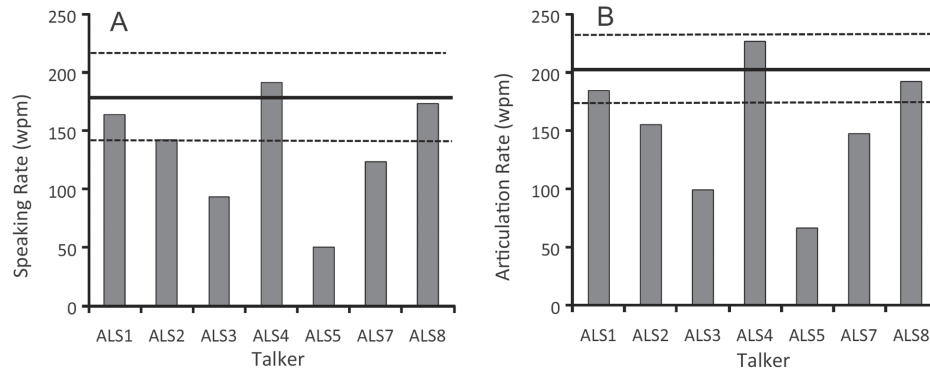 A
Speaking Rate (wpm)
250
200
150
100
50
0
ALS1 ALS2 ALS3 ALS4 ALS5 ALS7 ALS8
Talker
B
Articulation Rate (wpm)
250
200
150
100
50
0
ALS1 ALS2 ALS3 ALS4 ALS5 ALS7 ALS8
Talker